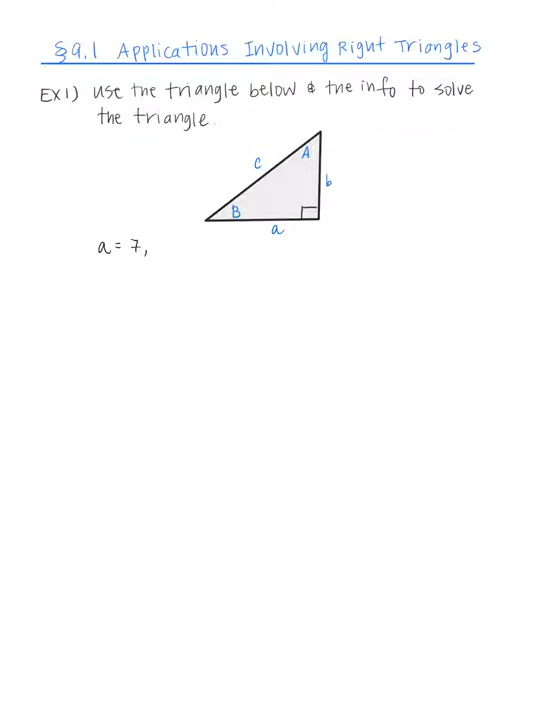 §9.1 Applications Involving Right Triangles
EX1) Use the triangle below & the info to solve
the triangle.
c
A
b
B
a
a = 7,